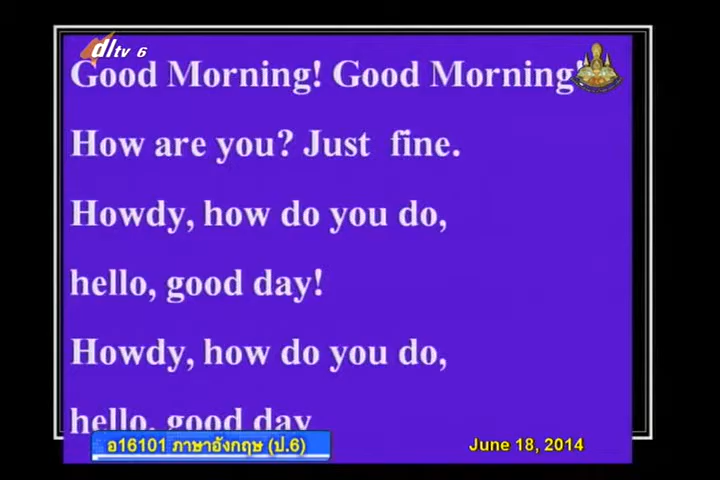 dltv 6
Good Morning! Good Morning!
How are you? Just fine.
Howdy, how do you do,
hello, good day!
Howdy, how do you do,
hello, good day
อ16101 ภาษาอังกฤษ (ป.6)
June 18, 2014